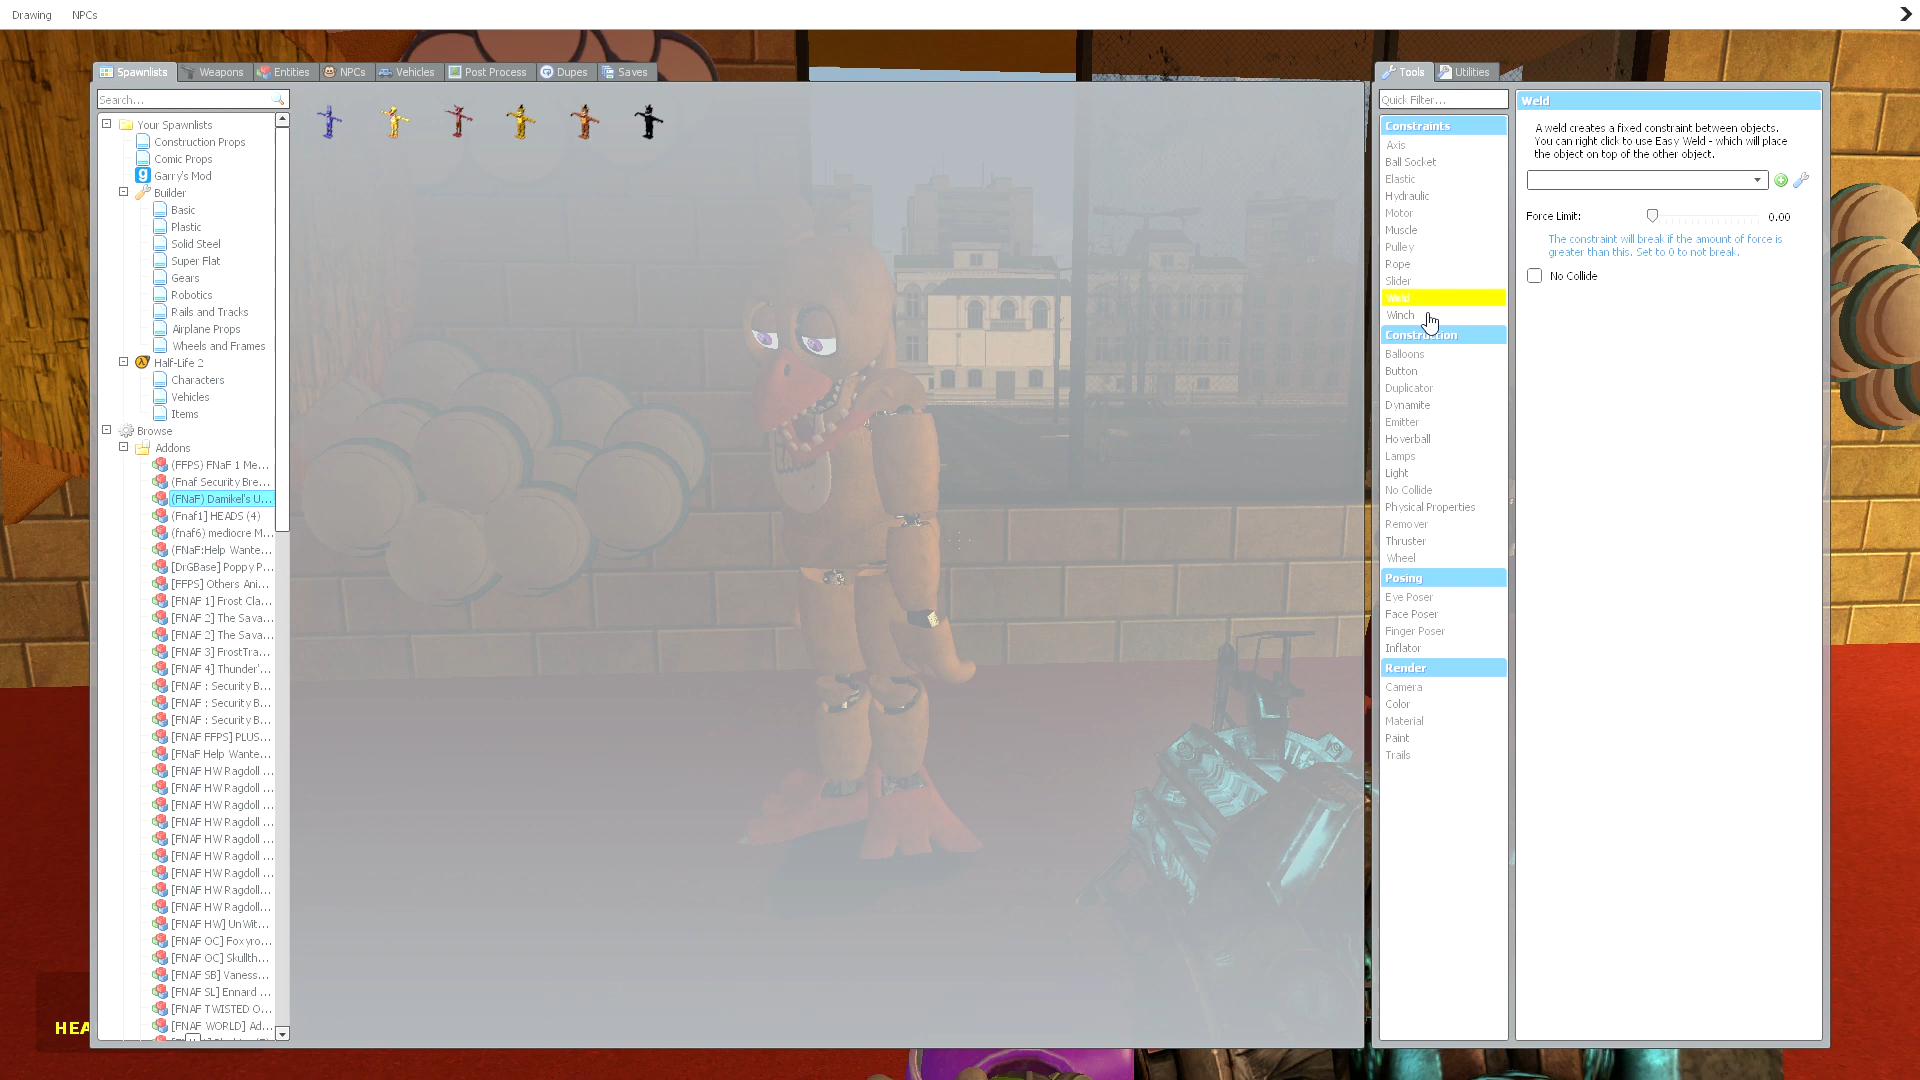 Drawing NPCs
Spawnlists Weapons Entities NPCs Vehicles Post Process Dupes Saves
Search...
Your Spawnlists
Construction Props
Comic Props
Garry's Mod
Builder
Basic
Plastic
Solid Steel
Super Flat
Gears
Robotics
Rails and Tracks
Airplane Props
Wheels and Frames
Half-Life 2
Characters
Vehicles
Items
Browse
Addons
(FFPS) FNaF 1 Me...
(Fnaf Security Bre...
(FNaF) Damikel's U...
(Fnaf1] HEADS (4)
(fnaf6) mediocre M...
(FNaF:Help Wante...
[DrGBase] Poppy P...
[FFPS] Others Ani...
[FNAF 1] Frost Cla...
[FNAF 2] The Sava...
[FNAF 2] The Sava...
[FNAF 3] FrostTra...
[FNAF 4] Thunder'...
[FNAF : Security B...
[FNAF : Security B...
[FNAF : Security B...
[FNAF FFPS] PLUS...
[FNaF Help Wante...
[FNAF HW Ragdoll ...
[FNAF HW Ragdoll ...
[FNAF HW Ragdoll ...
[FNAF HW Ragdoll ...
[FNAF HW Ragdoll ...
[FNAF HW Ragdoll ...
[FNAF HW Ragdoll ...
[FNAF HW Ragdoll...
[FNAF HW Ragdoll...
[FNAF HW] UnWit...
[FNAF OC] Foxyro...
[FNAF OC] Skullth...
[FNAF SB] Vaness...
[FNAF SL] Ennard ...
[FNAF TWISTED O...
[FNAF WORLD] Ad...
HEA
Tools Utilities
Quick Filter...
Constraints
Axis
Ball Socket
Elastic
Hydraulic
Motor
Muscle
Pulley
Rope
Slider
Weld
Winch
Construction
Balloons
Button
Duplicator
Dynamite
Emitter
Hoverball
Lamps
Light
No Collide
Physical Properties
Remover
Thruster
Wheel
Posing
Eye Poser
Face Poser
Finger Poser
Inflator
Render
Camera
Color
Material
Paint
Trails
Weld
A weld creates a fixed constraint between objects.
You can right click to use Easy Weld - which will place
the object on top of the other object.
Force Limit: 0.00
The constraint will break if the amount of force is
greater than this. Set to 0 to not break.
No Collide